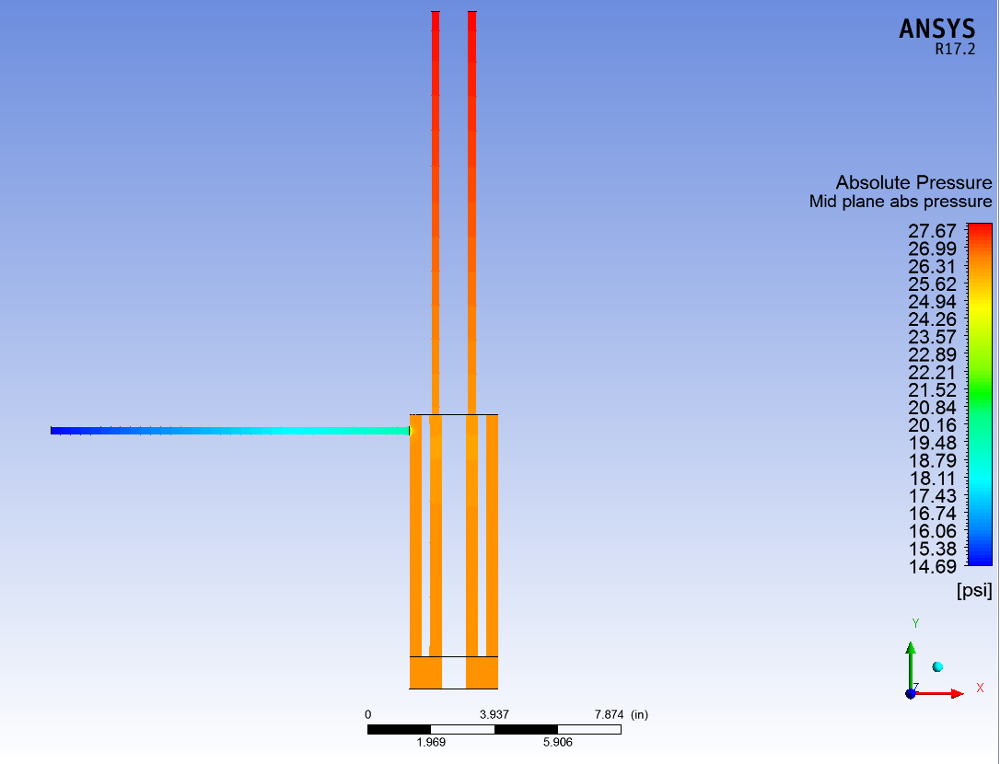 ANSYS
R17.2
Absolute Pressure
Mid plane abs pressure
27.67
26.99
26.31
25.62
24.94
24.26
23.57
22.89
22.21
21.52
20.84
20.16
19.48
18.79
18.11
17.43
16.74
16.06
15.38
14.69
[psi]
Y
Z
X
0 3.937 7.874 (in)
1.969 5.906